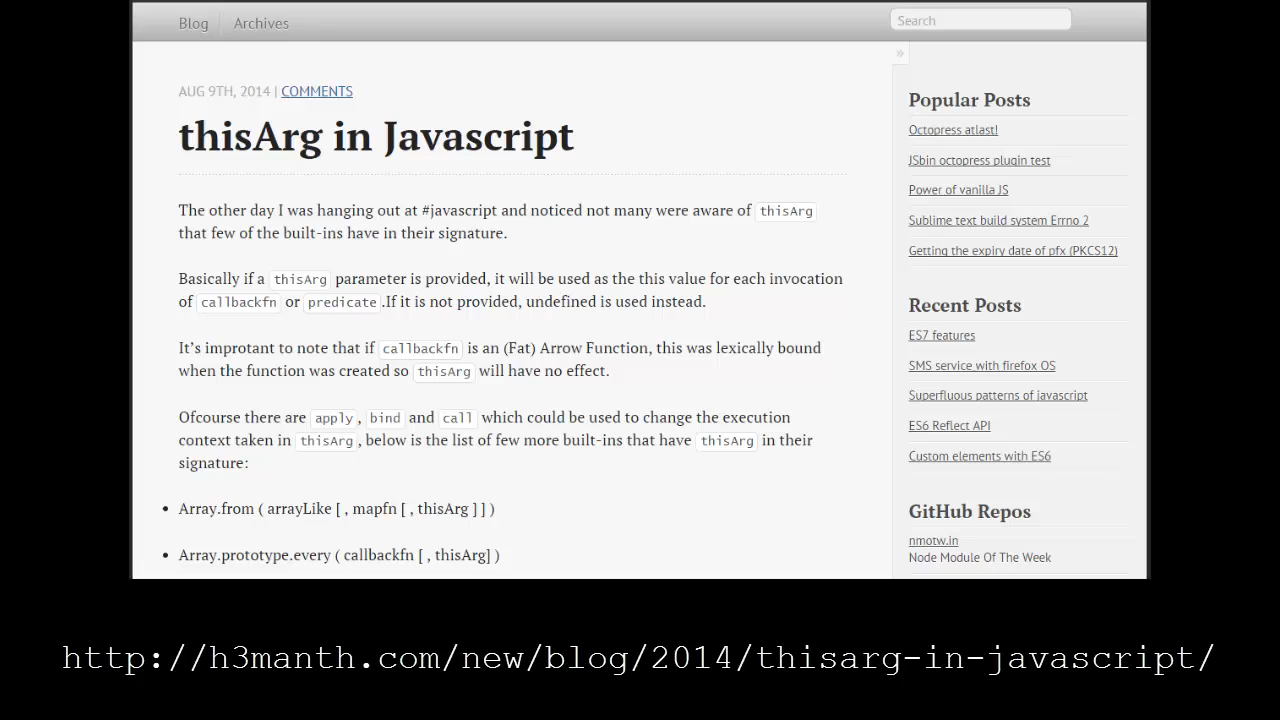 Blog
Archives
Search
»
AUG 9TH, 2014 | COMMENTS
thisArg in Javascript
The other day I was hanging out at #javascript and noticed not many were aware of thisArg
that few of the built-ins have in their signature.
Basically if a thisArg parameter is provided, it will be used as the this value for each invocation
of callbackfn or predicate .If it is not provided, undefined is used instead.
It’s improtant to note that if callbackfn is an (Fat) Arrow Function, this was lexically bound
when the function was created so thisArg will have no effect.
Ofcourse there are apply , bind and call which could be used to change the execution
context taken in thisArg , below is the list of few more built-ins that have thisArg in their
signature:
• Array.from ( arrayLike [ , mapfn [ , thisArg ] ] )
• Array.prototype.every ( callbackfn [ , thisArg] )
Popular Posts
Octopress atlast!
JSbin octopress plugin test
Power of vanilla JS
Sublime text build system Errno 2
Getting the expiry date of pfx (PKCS12)
Recent Posts
ES7 features
SMS service with firefox OS
Superfluous patterns of javascript
ES6 Reflect API
Custom elements with ES6
GitHub Repos
nmotw.in
Node Module Of The Week
http://h3manth.com/new/blog/2014/thisarg-in-javascript/